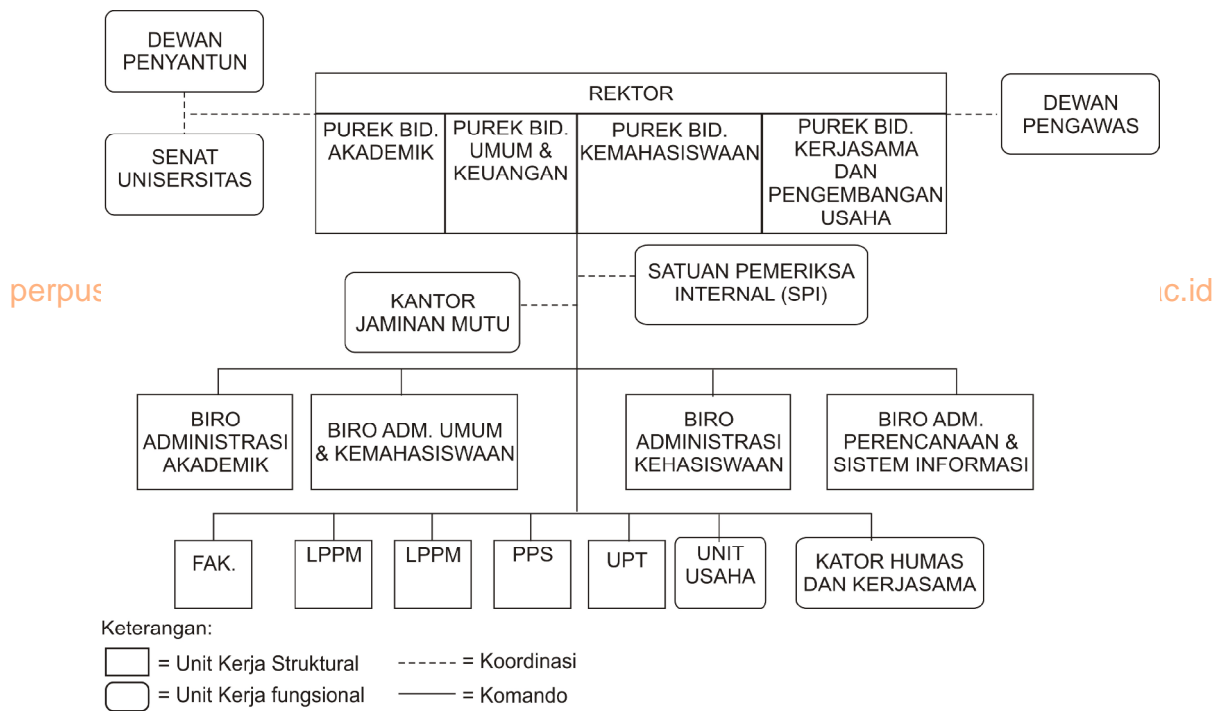 DEWAN
PENYANTUN
SENAT
UNISERSITAS
REKTOR
PUREK BID.
AKADEMIK
PUREK BID.
UMUM &
KEUANGAN
PUREK BID.
KEMAHASISWAAN
PUREK BID.
KERJASAMA
DAN
PENGEMBANGAN
USAHA
DEWAN
PENGAWAS
SATUAN PEMERIKSA
INTERNAL (SPI)
perpus
c.id
KANTOR
JAMINAN MUTU
BIRO
ADMINISTRASI
AKADEMIK
BIRO ADM. UMUM
& KEMAHASISWAAN
BIRO
ADMINISTRASI
KEHASISWAAN
BIRO ADM.
PERENCANAAN &
SISTEM INFORMASI
FAK.
LPPM
LPPM
PPS
UPT
UNIT
USAHA
KATOR HUMAS
DAN KERJASAMA
Keterangan:
= Unit Kerja Struktural
= Koordinasi
= Unit Kerja fungsional
= Komando